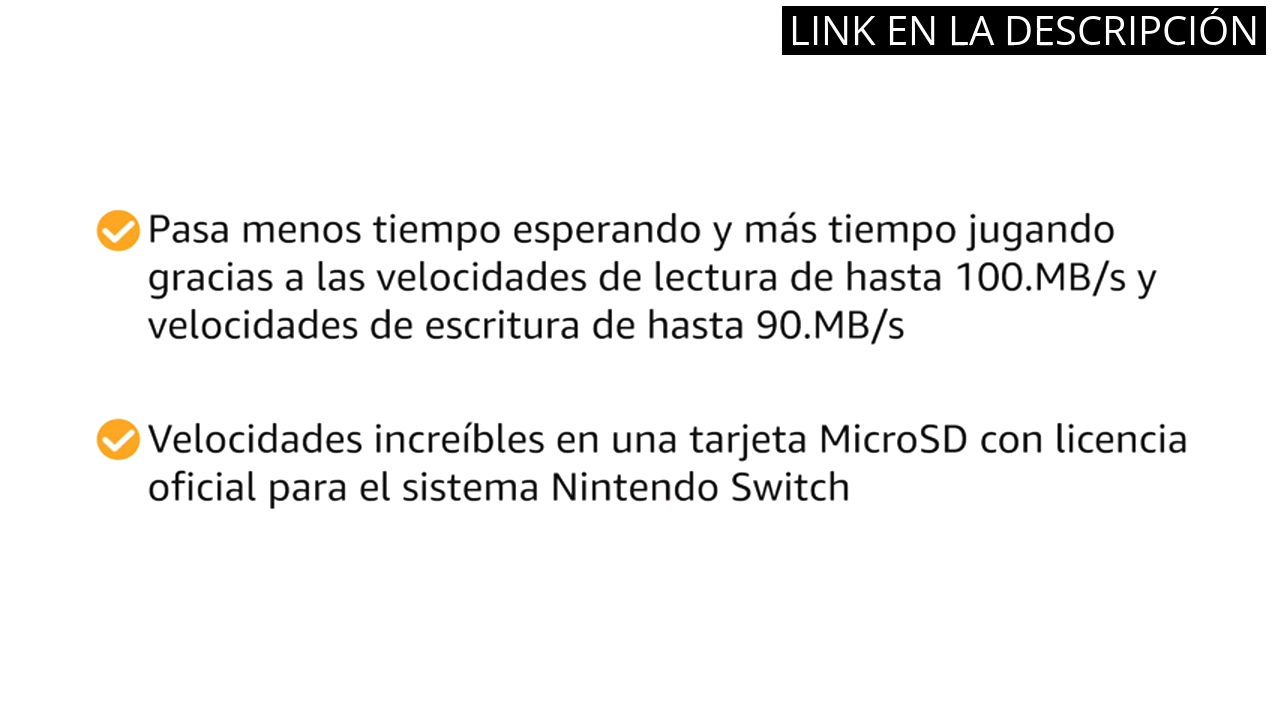 LINK EN LA DESCRIPCIÓN
Pasa menos tiempo esperando y más tiempo jugando
gracias a las velocidades de lectura de hasta 100.MB/s y
velocidades de escritura de hasta 90.MB/s
Velocidades increíbles en una tarjeta MicroSD con licencia
oficial para el sistema Nintendo Switch